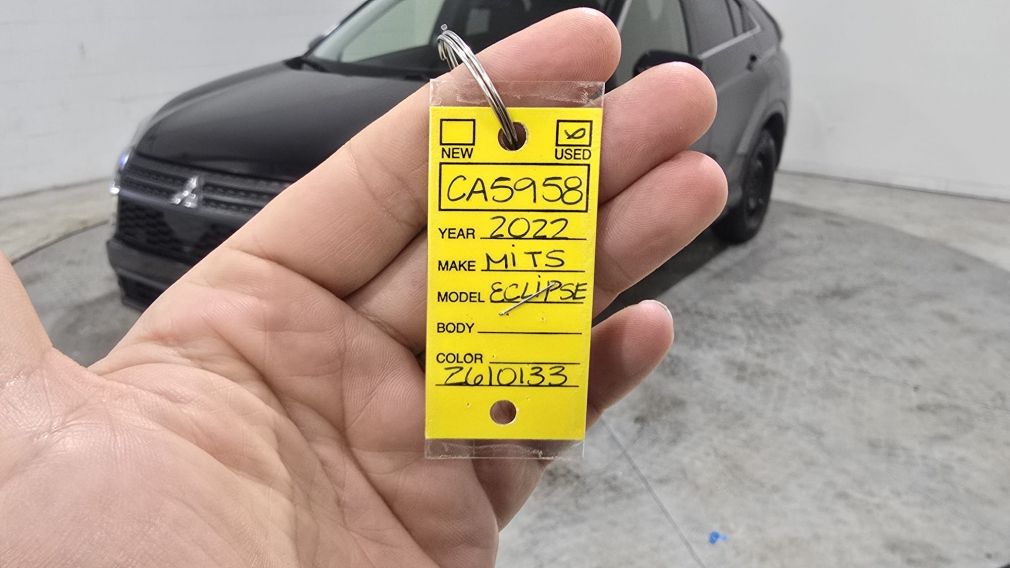 NEW USED
CA5958
YEAR 2022
MAKE MiTS
MODEL ECLiPSE
BODY
COLOR
Z610133